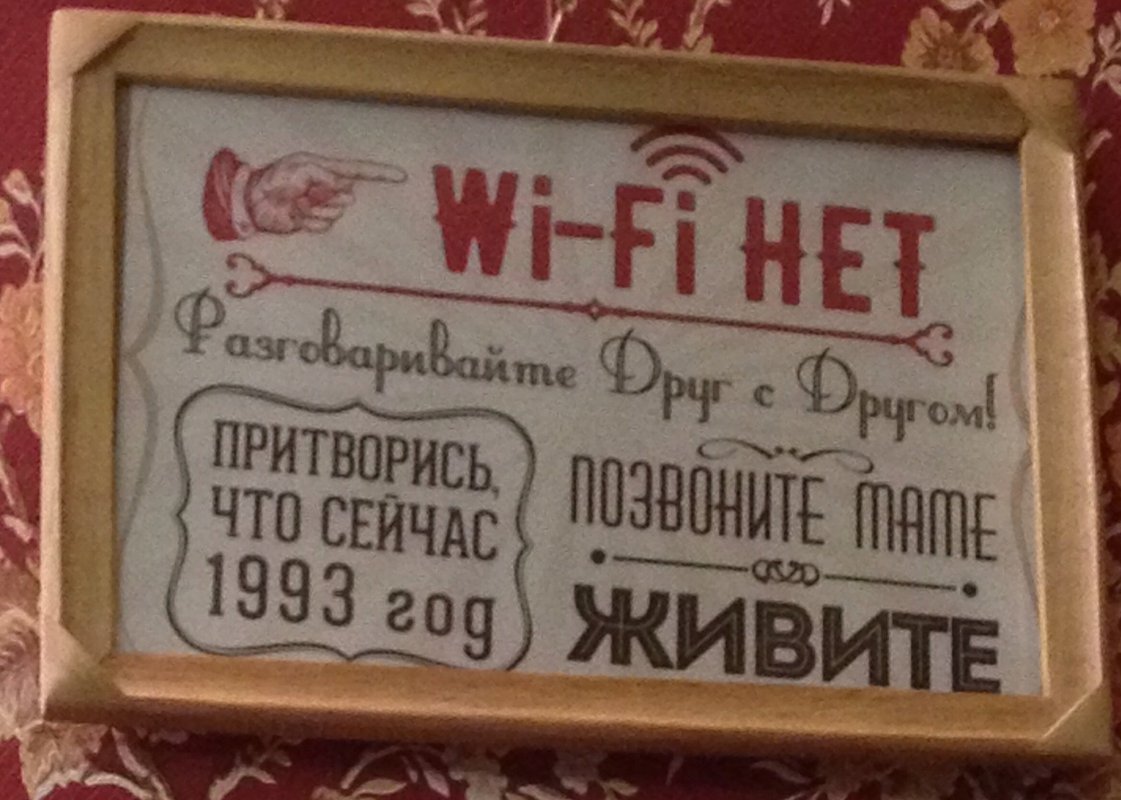 Wi-Fi НЕТ
Разговаривайте Друг с Другом!
ПРИТВОРИСЬ,
ЧТО СЕЙЧАС
1993 год
ПОЗВОНИТЕ МАМЕ
ЖИВИТЕ